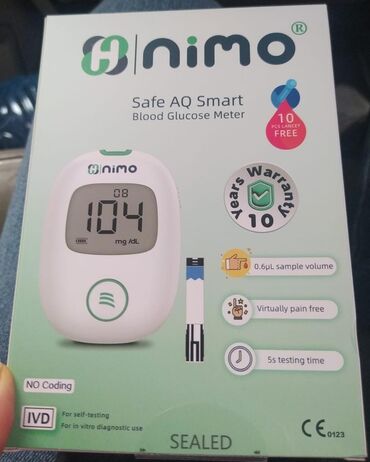 nimo®
Safe AQ Smart
Blood Glucose Meter
10
PCS LANCET
FREE
nimo
08
104
mg/dL
years Warranty
10
0.6µL sample volume
Virtually pain free
5s testing time
NO Coding
IVD
For self-testing
For in vitro diagnostic use
SEALED
CE 0123